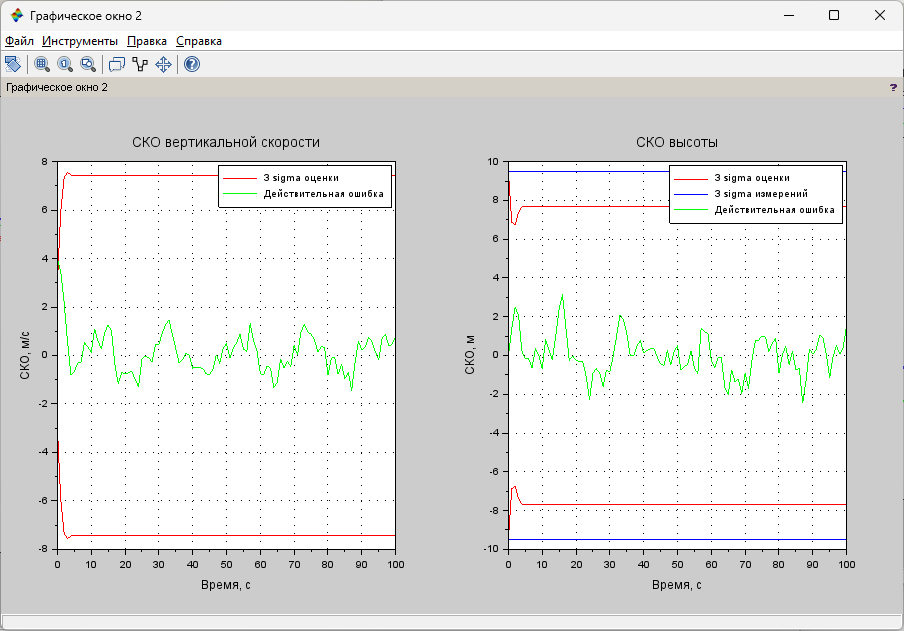 Графическое окно 2
Файл Инструменты Правка Справка
Графическое окно 2 ?
СКО вертикальной скорости
3 sigma оценки
Действительная ошибка
СКО, м/с
8
6
4
2
0
-2
-4
-6
-8
0 10 20 30 40 50 60 70 80 90 100
Время, с
СКО высоты
3 sigma оценки
3 sigma измерений
Действительная ошибка
СКО, м
10
8
6
4
2
0
-2
-4
-6
-8
-10
0 10 20 30 40 50 60 70 80 90 100
Время, с